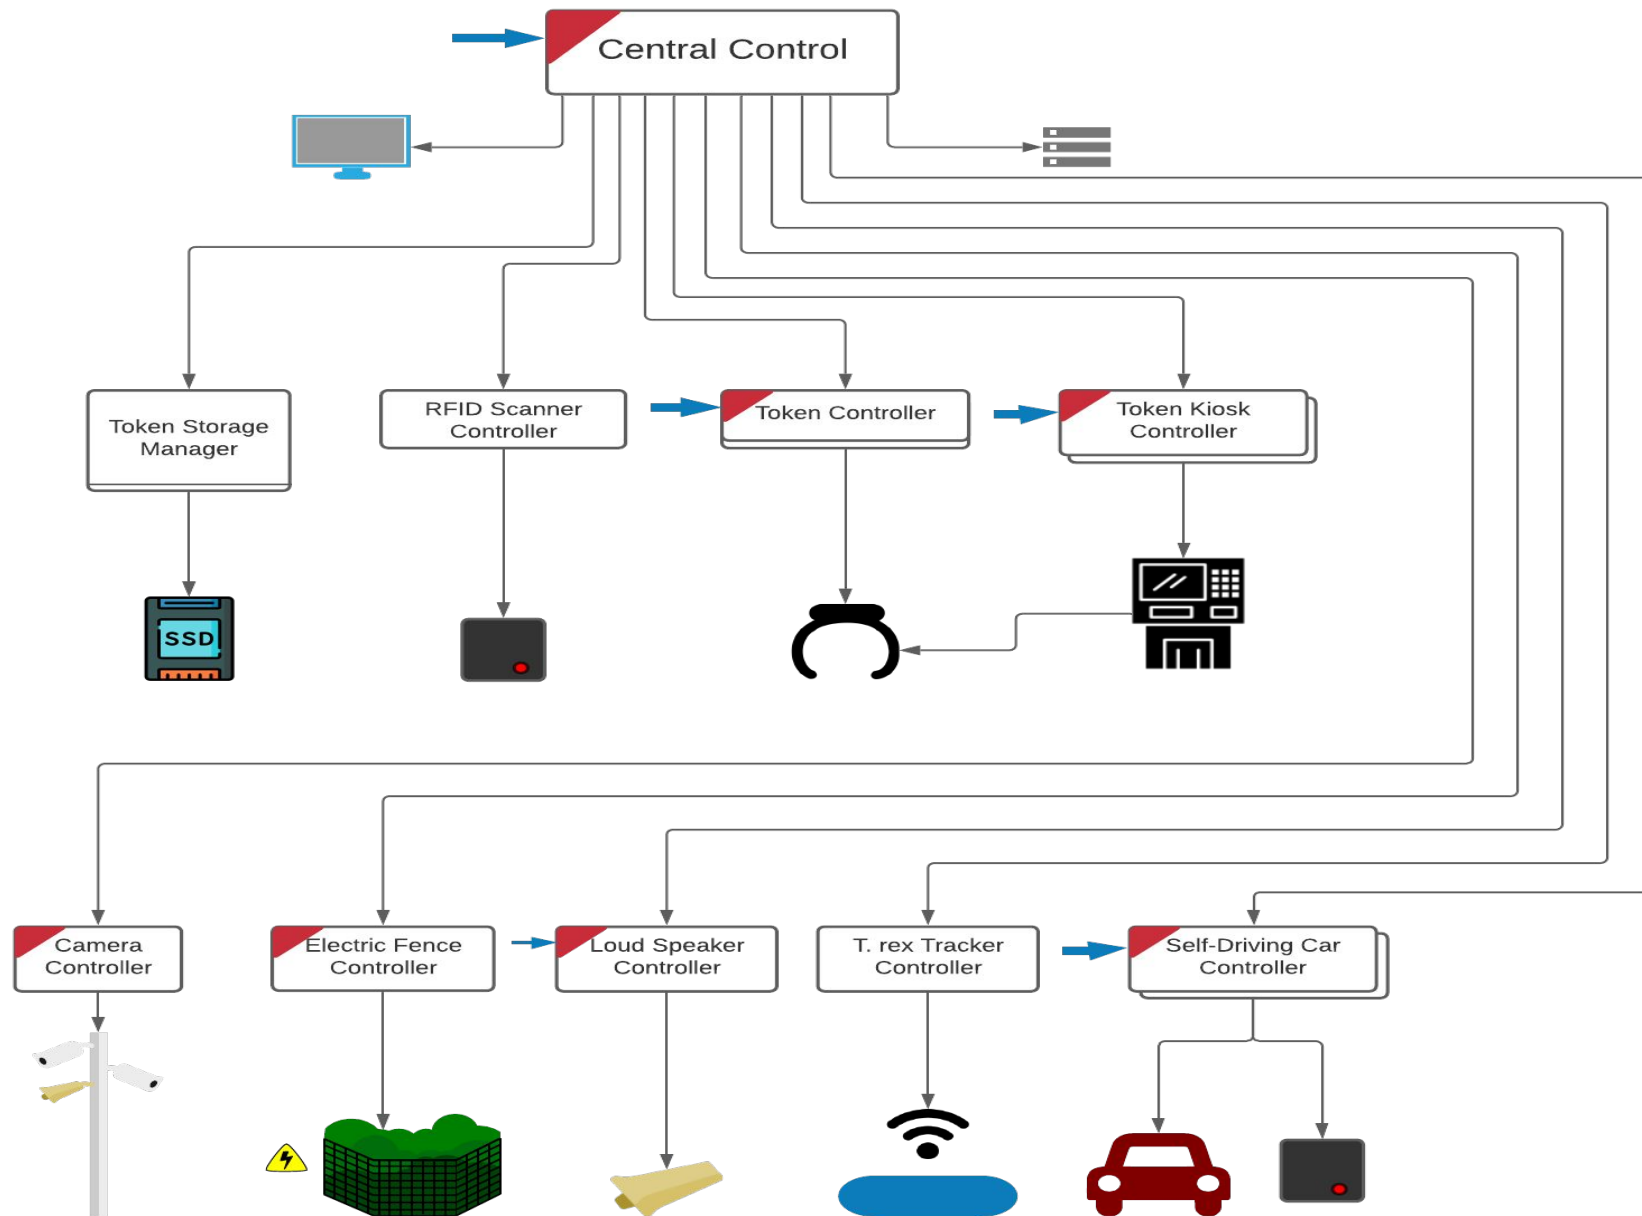 Central Control
Token Storage
Manager
RFID Scanner
Controller
Token Controller
Token Kiosk
Controller
SSD
Camera
Controller
Electric Fence
Controller
Loud Speaker
Controller
T. rex Tracker
Controller
Self-Driving Car
Controller